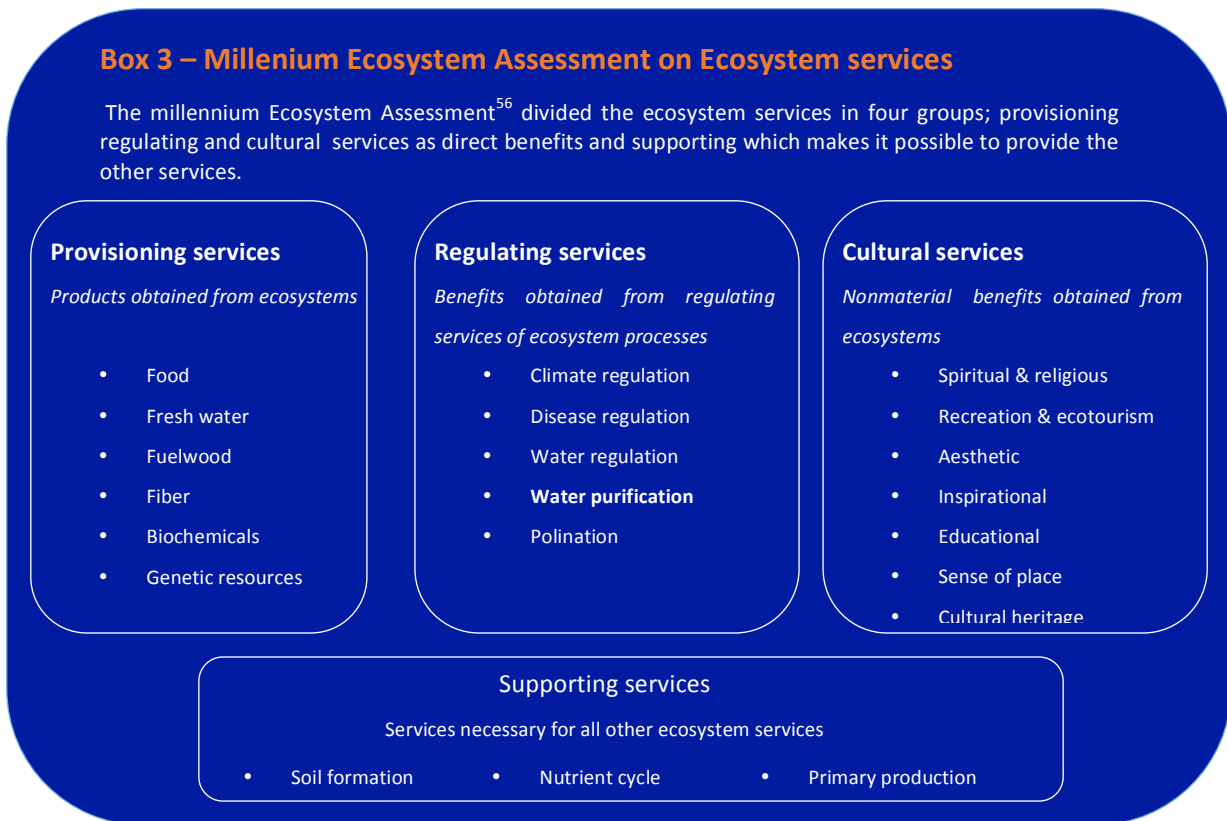 Box 3 – Millenium Ecosystem Assessment on Ecosystem services
The millennium Ecosystem Assessment56 divided the ecosystem services in four groups; provisioning
regulating and cultural services as direct benefits and supporting which makes it possible to provide the
other services.
Provisioning services
Products obtained from ecosystems
• Food
• Fresh water
• Fuelwood
• Fiber
• Biochemicals
• Genetic resources
Regulating services
Benefits obtained from regulating
services of ecosystem processes
• Climate regulation
• Disease regulation
• Water regulation
• Water purification
• Polination
Cultural services
Nonmaterial benefits obtained from
ecosystems
• Spiritual & religious
• Recreation & ecotourism
• Aesthetic
• Inspirational
• Educational
• Sense of place
• Cultural heritage
Supporting services
Services necessary for all other ecosystem services
• Soil formation • Nutrient cycle • Primary production